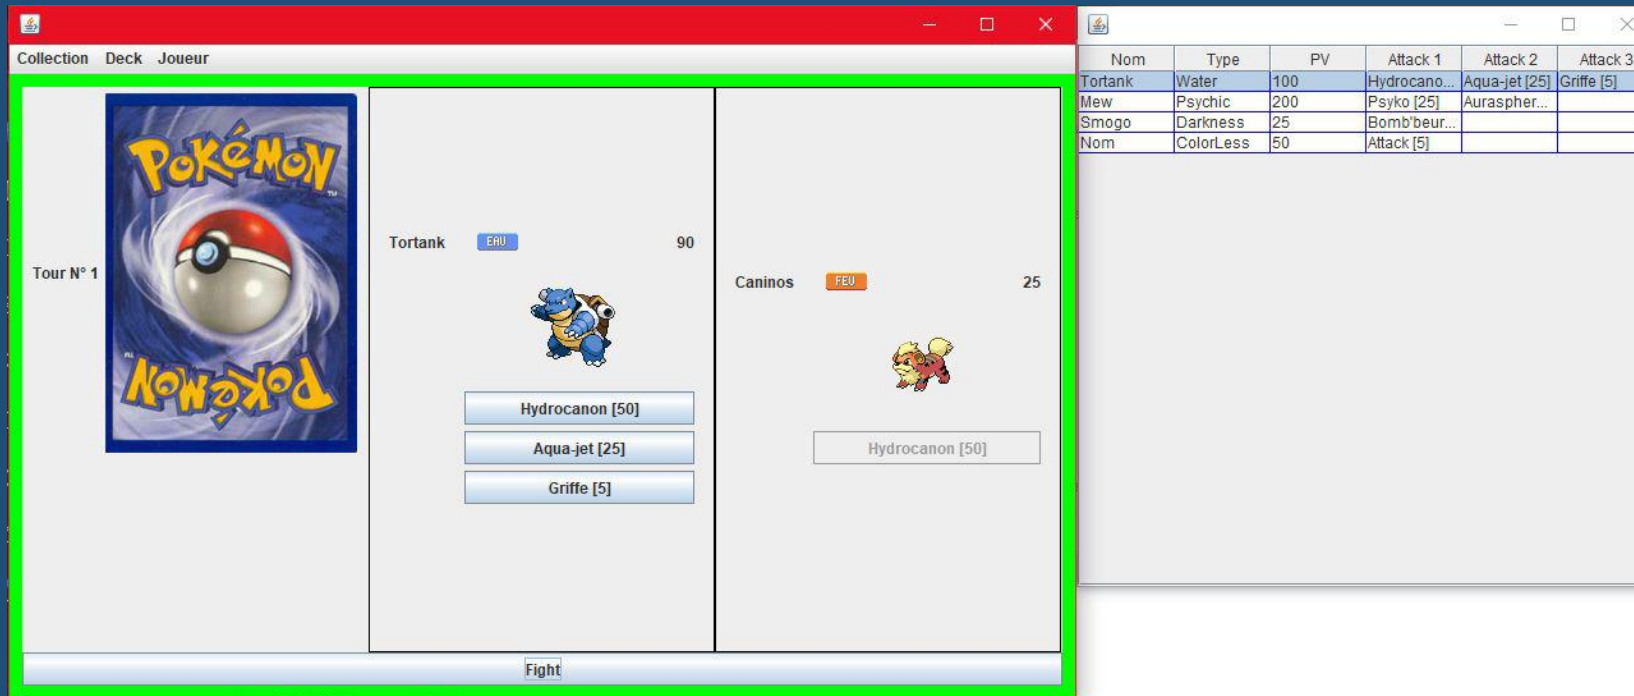 Collection Deck Joueur
POKÉMON
POKÉMON
Tour N° 1
Tortank EAU 90
Hydrocanon [50]
Aqua-jet [25]
Griffe [5]
Caninos FEU 25
Hydrocanon [50]
Fight
Nom Type PV Attack 1 Attack 2 Attack 3
Tortank Water 100 Hydrocano... Aqua-jet [25] Griffe [5]
Mew Psychic 200 Psyko [25] Auraspher...
Smogo Darkness 25 Bomb'beur...
Nom ColorLess 50 Attack [5]